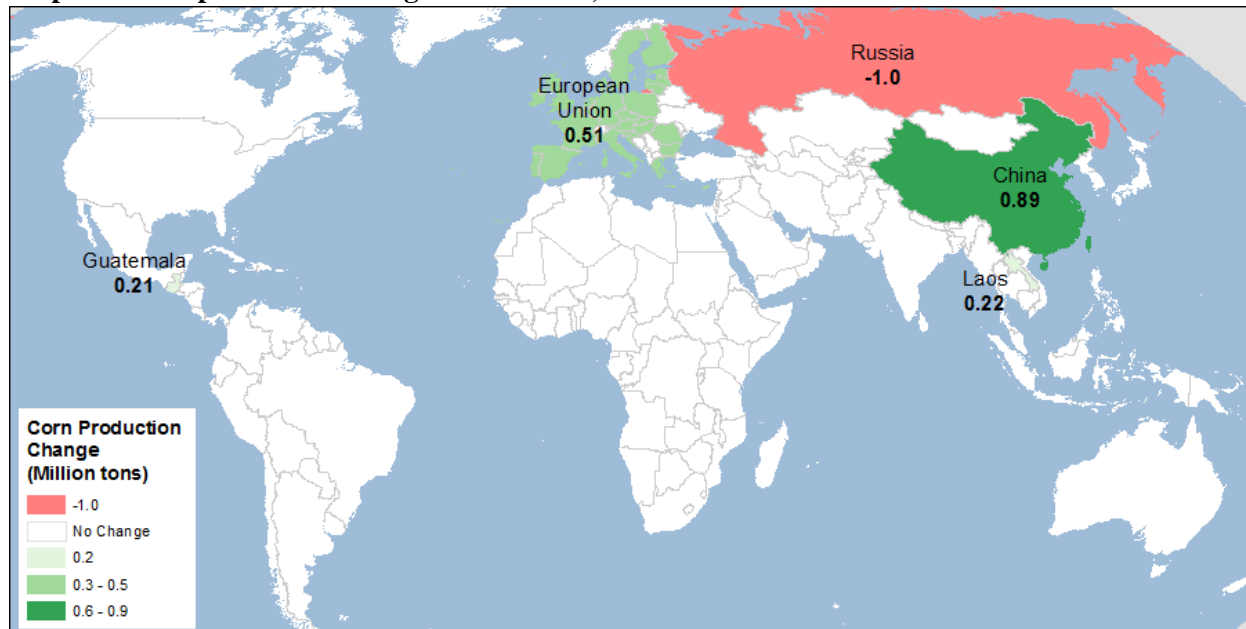 Russia
-1.0
European
Union
0.51
China
0.89
Guatemala
0.21
Laos
0.22
Corn Production
Change
(Million tons)
-1.0
No Change
0.2
0.3 - 0.5
0.6 - 0.9